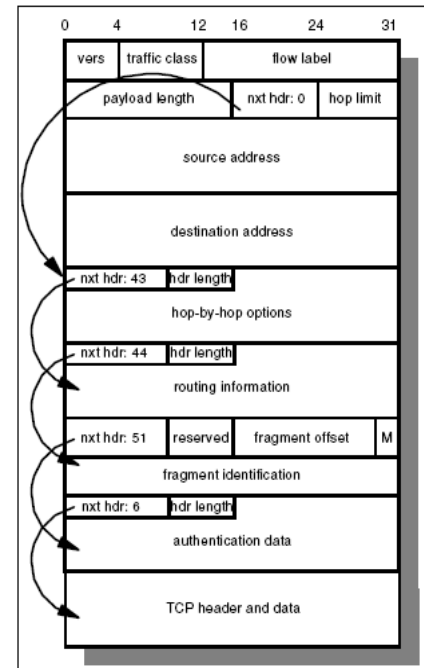 0 4 12 16 24 31
vers traffic class flow label
payload length nxt hdr: 0 hop limit
source address
destination address
nxt hdr: 43 hdr length
hop-by-hop options
nxt hdr: 44 hdr length
routing information
nxt hdr: 51 reserved fragment offset M
fragment identification
nxt hdr: 6 hdr length
authentication data
TCP header and data